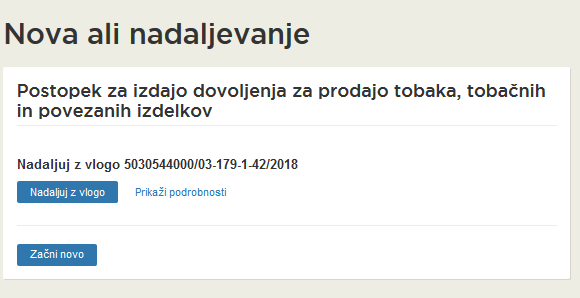 Nova ali nadaljevanje
Postopek za izdajo dovoljenja za prodajo tobaka, tobačnih
in povezanih izdelkov
Nadaljuj z vlogo 5030544000/03-179-1-42/2018
Nadaljuj z vlogo Prikaži podrobnosti
Začni novo